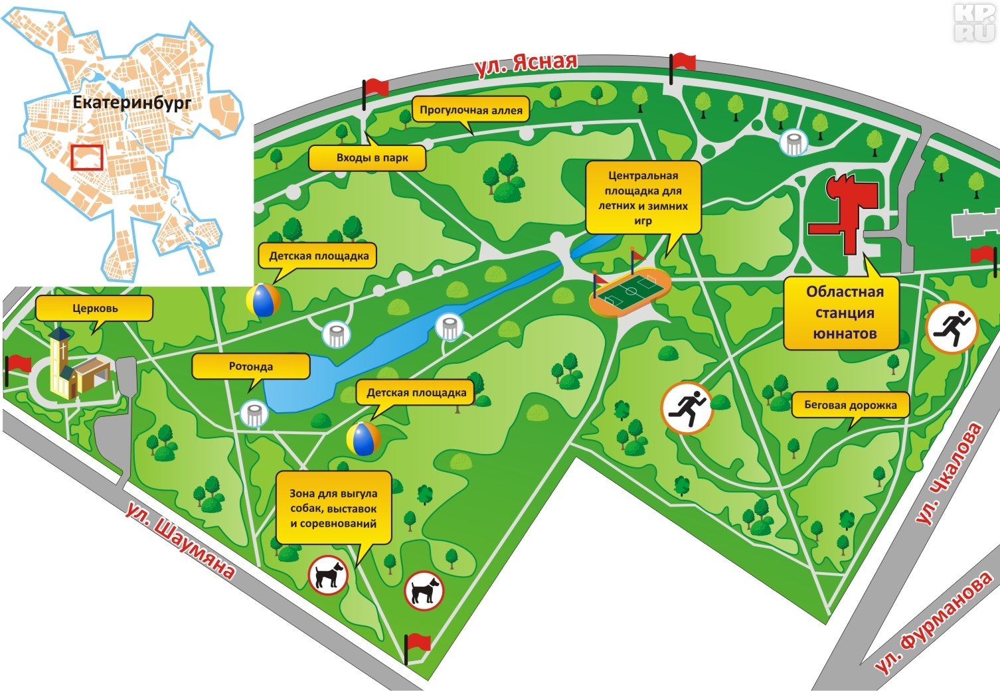 KP.
RU
ул. Ясная
Екатеринбург
Прогулочная аллея
Входы в парк
Центральная
площадка для
летних и зимних
игр
Детская площадка
Церковь
Областная
станция
юннатов
Ротонда
Детская площадка
Беговая дорожка
Зона для выгула
собак, выставок
и соревнований
ул. Шаумяна
ул. Чкалова
ул. Фурманова